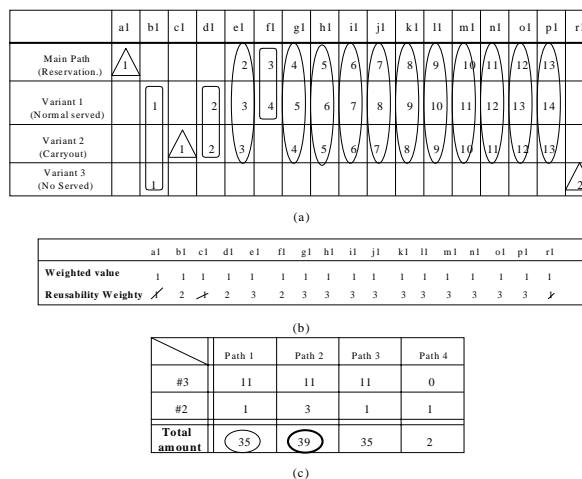 a1 b1 c1 d1 e1 f1 g1 h1 i1 j1 k1 l1 m1 n1 o1 p1 r1
Main Path (Reservation.) 1 2 3 4 5 6 7 8 9 10 11 12 13
Variant 1 (Normal served) 1 2 3 4 5 6 7 8 9 10 11 12 13 14
Variant 2 (Carryout) 1 2 3 4 5 6 7 8 9 10 11 12 13
Variant 3 (No Served) 1 2
(a)
a1 b1 c1 d1 e1 f1 g1 h1 i1 j1 k1 l1 m1 n1 o1 p1 r1
Weighted value 1 1 1 1 1 1 1 1 1 1 1 1 1 1 1 1 1
Reusability Weighty 1 2 1 2 3 2 3 3 3 3 3 3 3 3 3 3 1
(b)
Path 1 Path 2 Path 3 Path 4
#3 11 11 11 0
#2 1 3 1 1
Total amount 35 39 35 2
(c)